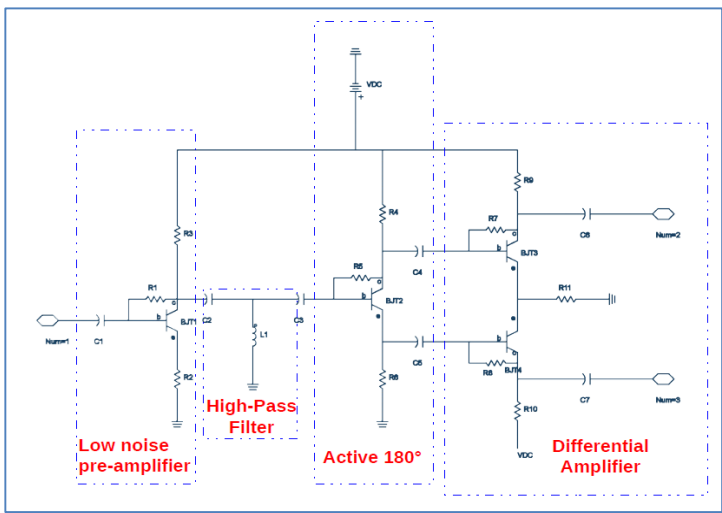 VDC
R9
R3
R4
R7
C6
Num=2
b
c
BJT3
e
R1
R5
C4
R11
c
b
BJT1
e
C2
C3
c
b
BJT2
e
Num=1
C1
L1
C5
e
b
c
R8
BJT4
R2
R6
C7
Num=3
R10
VDC
High-Pass
Filter
Low noise
pre-amplifier
Active 180°
Differential
Amplifier